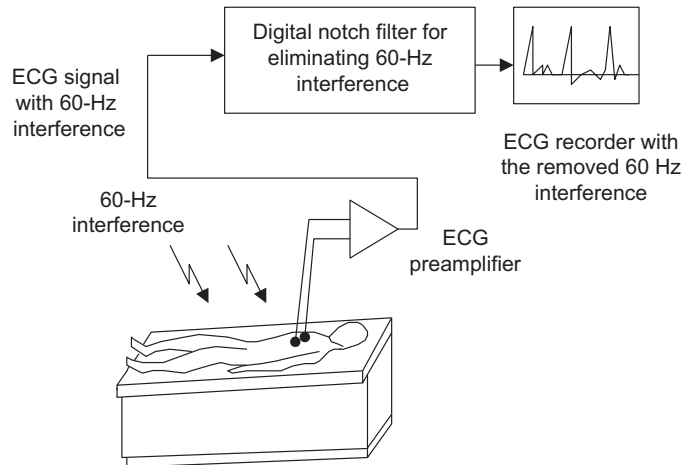 Digital notch filter for
eliminating 60-Hz
interference
ECG signal
with 60-Hz
interference
ECG recorder with
the removed 60 Hz
interference
60-Hz
interference
ECG
preamplifier